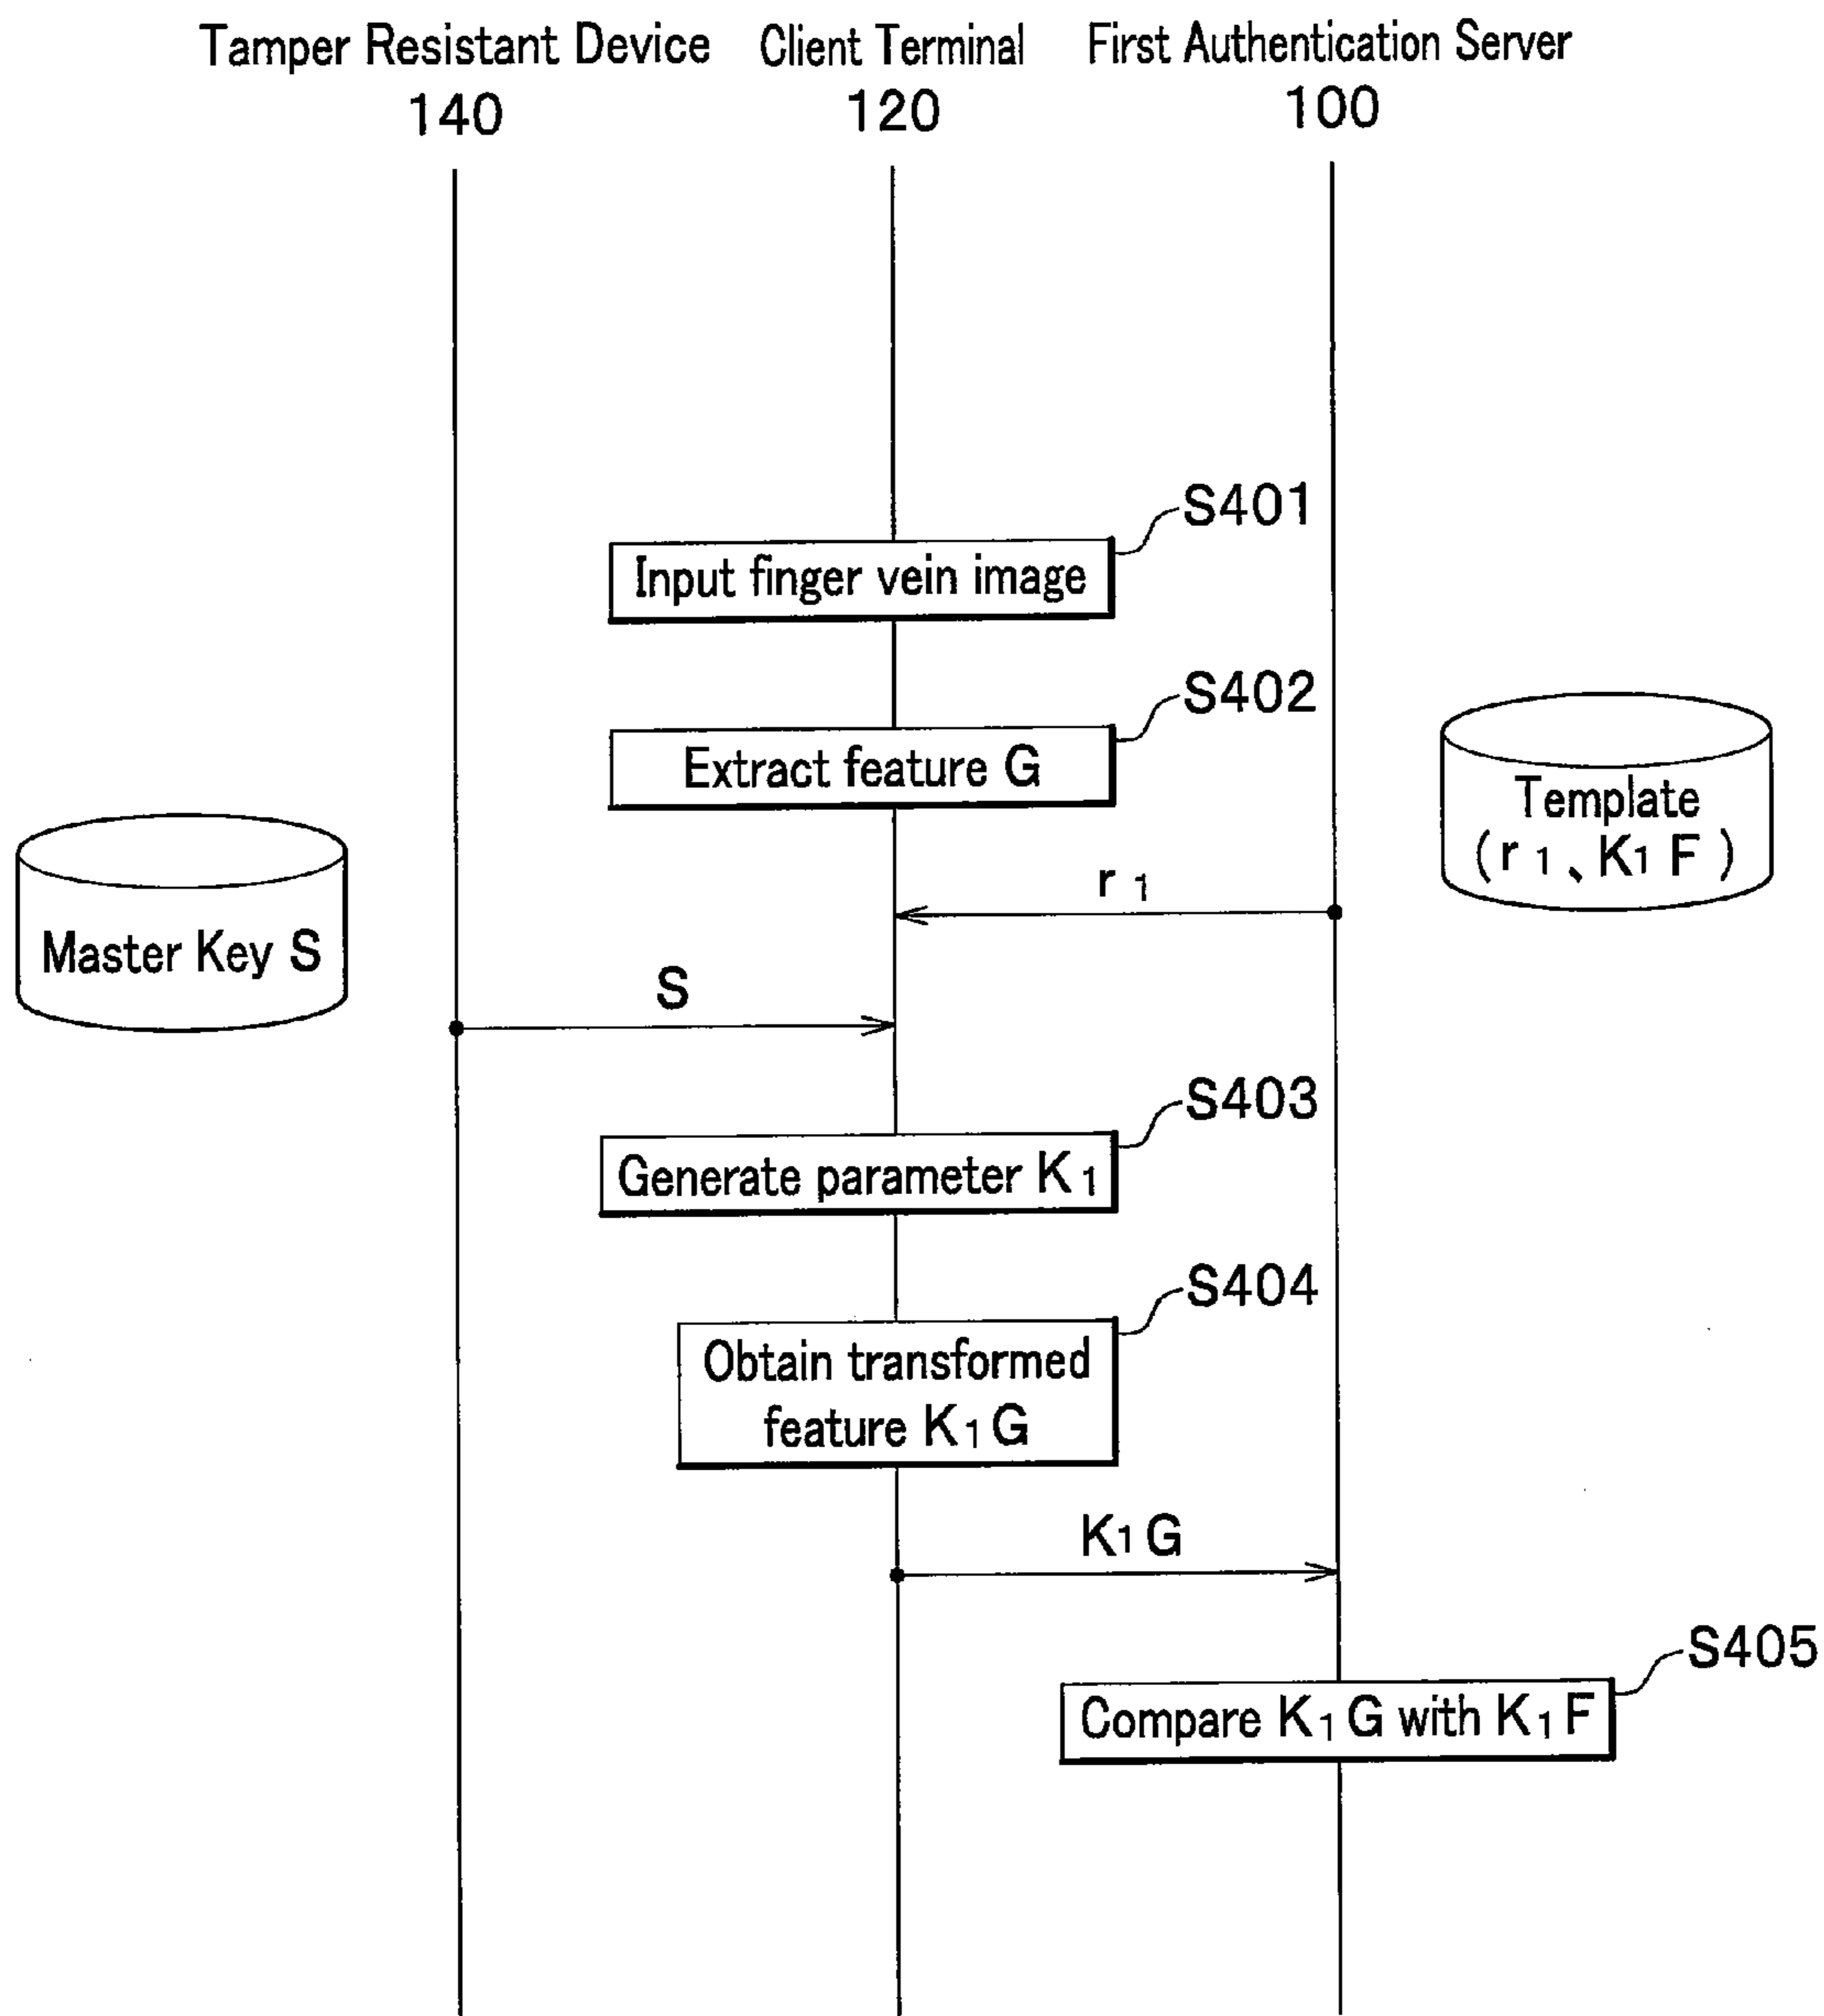 Tamper Resistant Device Client Terminal First Authentication Server
140 120 100
S401
Input finger vein image
S402
Extract feature G
Template
(r1、K1F)
r1
Master Key S
S
S403
Generate parameter K1
S404
Obtain transformed
feature K1G
K1G
S405
Compare K1G with K1F